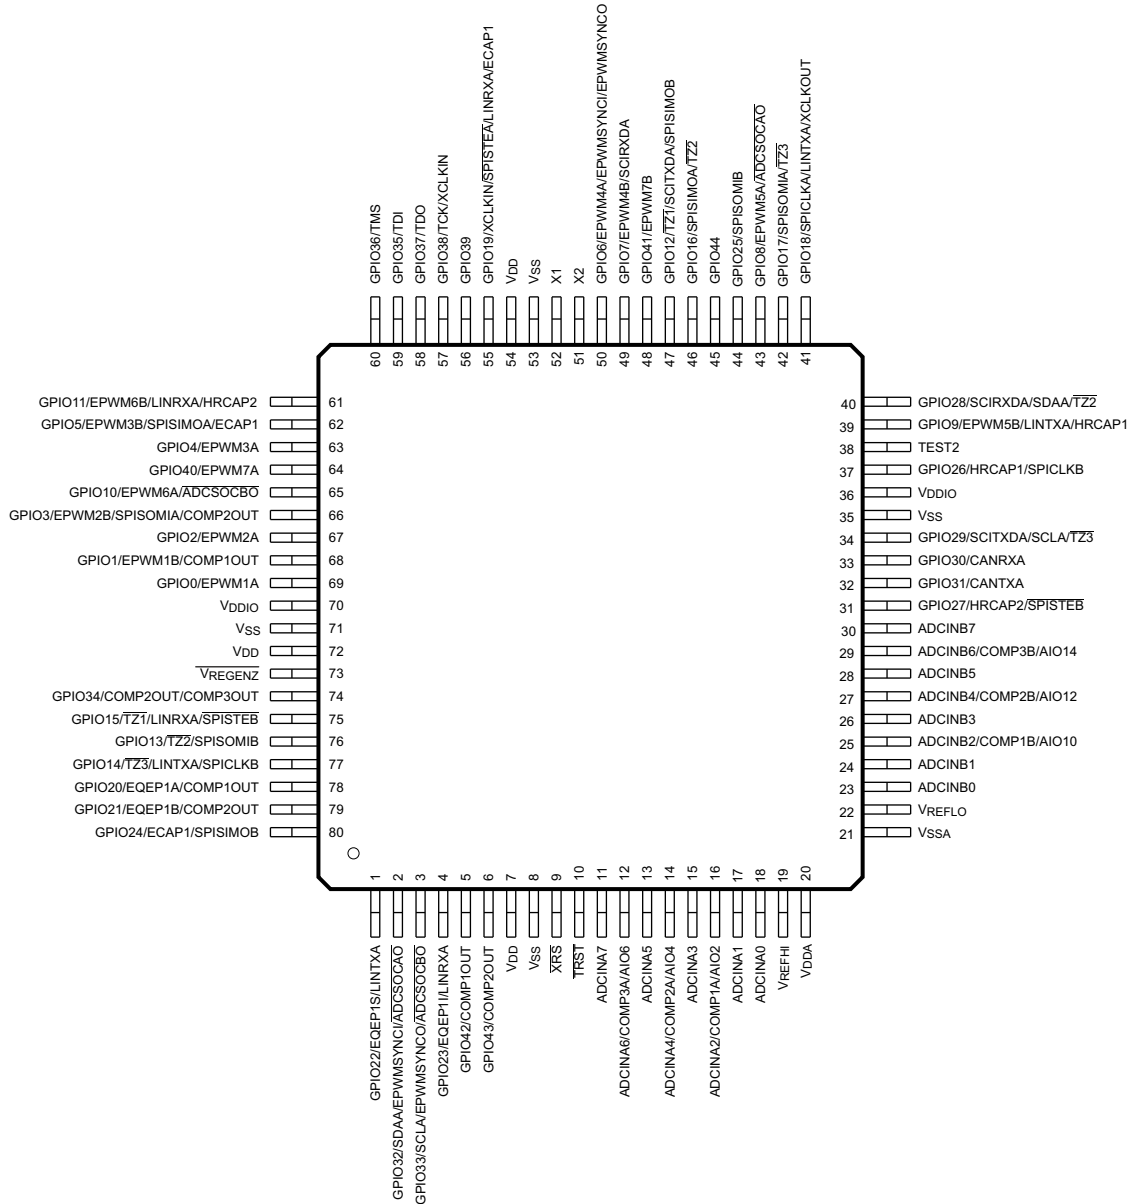 GPIO36/TMS
GPIO35/TDI
GPIO37/TDO
GPIO38/TCK/XCLKIN
GPIO39
GPIO19/XCLKIN/SPISTEA/LINRXA/ECAP1
VDD
VSS
X1
X2
GPIO6/EPWM4A/EPWMSYNCI/EPWMSYNCO
GPIO7/EPWM4B/SCIRXDA
GPIO41/EPWM7B
GPIO12/TZ1/SCITXDA/SPISIMOB
GPIO16/SPISIMOA/TZ2
GPIO44
GPIO25/SPISOMIB
GPIO8/EPWM5A/ADCSOCAO
GPIO17/SPISOMIA/TZ3
GPIO18/SPICLKA/LINTXA/XCLKOUT
60
59
58
57
56
55
54
53
52
51
50
49
48
47
46
45
44
43
42
41
GPIO11/EPWM6B/LINRXA/HRCAP2 61
GPIO5/EPWM3B/SPISIMOA/ECAP1 62
GPIO4/EPWM3A 63
GPIO40/EPWM7A 64
GPIO10/EPWM6A/ADCSOCBO 65
GPIO3/EPWM2B/SPISOMIA/COMP2OUT 66
GPIO2/EPWM2A 67
GPIO1/EPWM1B/COMP1OUT 68
GPIO0/EPWM1A 69
VDDIO 70
VSS 71
VDD 72
VREGENZ 73
GPIO34/COMP2OUT/COMP3OUT 74
GPIO15/TZ1/LINRXA/SPISTEB 75
GPIO13/TZ2/SPISOMIB 76
GPIO14/TZ3/LINTXA/SPICLKB 77
GPIO20/EQEP1A/COMP1OUT 78
GPIO21/EQEP1B/COMP2OUT 79
GPIO24/ECAP1/SPISIMOB 80
40 GPIO28/SCIRXDA/SDAA/TZ2
39 GPIO9/EPWM5B/LINTXA/HRCAP1
38 TEST2
37 GPIO26/HRCAP1/SPICLKB
36 VDDIO
35 VSS
34 GPIO29/SCITXDA/SCLA/TZ3
33 GPIO30/CANRXA
32 GPIO31/CANTXA
31 GPIO27/HRCAP2/SPISTEB
30 ADCINB7
29 ADCINB6/COMP3B/AIO14
28 ADCINB5
27 ADCINB4/COMP2B/AIO12
26 ADCINB3
25 ADCINB2/COMP1B/AIO10
24 ADCINB1
23 ADCINB0
22 VREFLO
21 VSSA
1
2
3
4
5
6
7
8
9
10
11
12
13
14
15
16
17
18
19
20
GPIO22/EQEP1S/LINTXA
GPIO32/SDAA/EPWMSYNCI/ADCSOCAO
GPIO33/SCLA/EPWMSYNCO/ADCSOCBO
GPIO23/EQEP1I/LINRXA
GPIO42/COMP1OUT
GPIO43/COMP2OUT
VDD
VSS
XRS
TRST
ADCINA7
ADCINA6/COMP3A/AIO6
ADCINA5
ADCINA4/COMP2A/AIO4
ADCINA3
ADCINA2/COMP1A/AIO2
ADCINA1
ADCINA0
VREFHI
VDDA